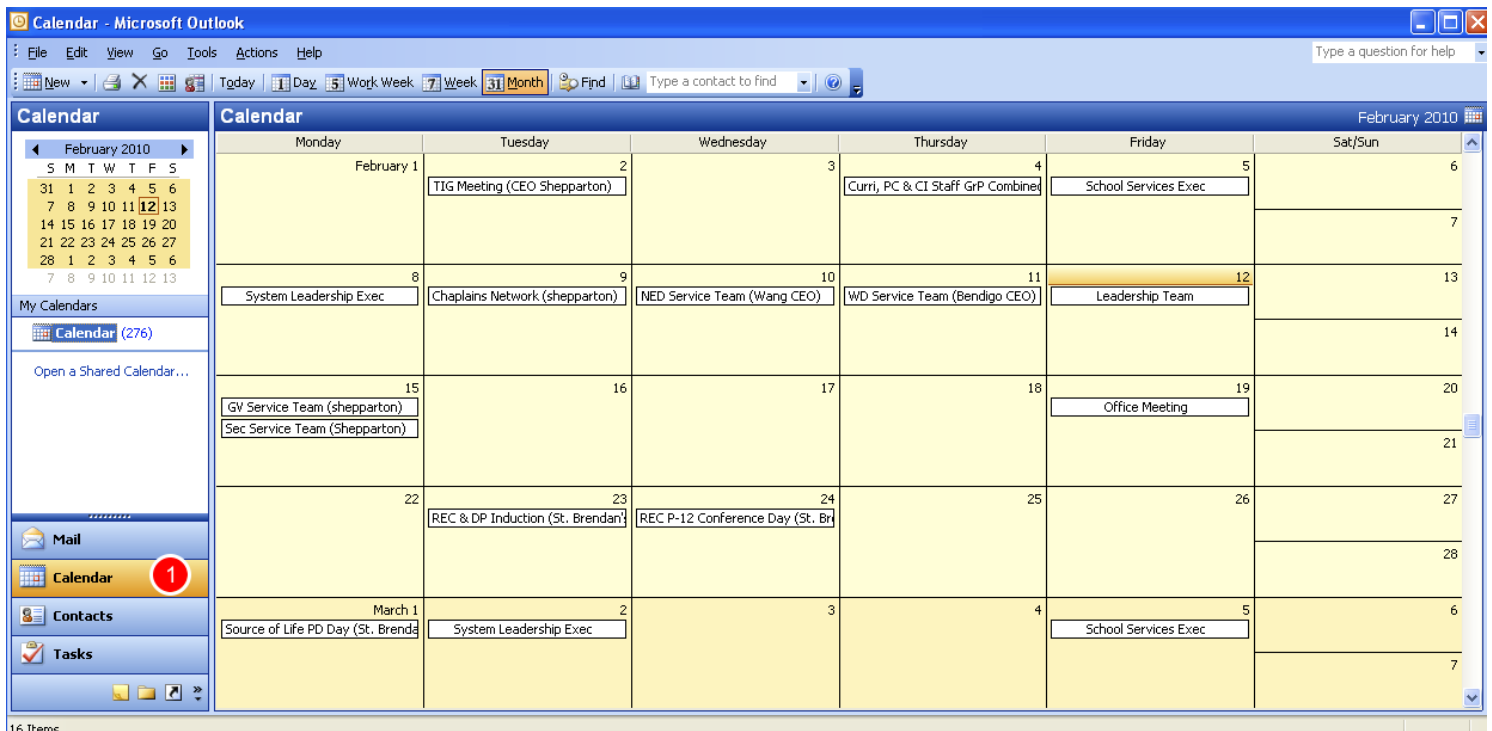 Calendar - Microsoft Outlook
File Edit View Go Tools Actions Help Type a question for help
New Today 1 Day 5 Work Week 7 Week 31 Month Find Type a contact to find
Calendar
February 2010
S M T W T F S
31 1 2 3 4 5 6
7 8 9 10 11 12 13
14 15 16 17 18 19 20
21 22 23 24 25 26 27
28 1 2 3 4 5 6
7 8 9 10 11 12 13
My Calendars
Calendar (276)
Open a Shared Calendar...
Mail
Calendar 1
Contacts
Tasks
Calendar February 2010
Monday Tuesday Wednesday Thursday Friday Sat/Sun
February 1 2 3 4 5 6
TIG Meeting (CEO Shepparton) Curri, PC & CI Staff GrP Combined School Services Exec
7
8 9 10 11 12 13
System Leadership Exec Chaplains Network (shepparton) NED Service Team (Wang CEO) WD Service Team (Bendigo CEO) Leadership Team
14
15 16 17 18 19 20
GV Service Team (shepparton) Office Meeting
Sec Service Team (Shepparton)
21
22 23 24 25 26 27
REC & DP Induction (St. Brendan's REC P-12 Conference Day (St. Br
28
March 1 2 3 4 5 6
Source of Life PD Day (St. Brenda System Leadership Exec School Services Exec
7
16 Items